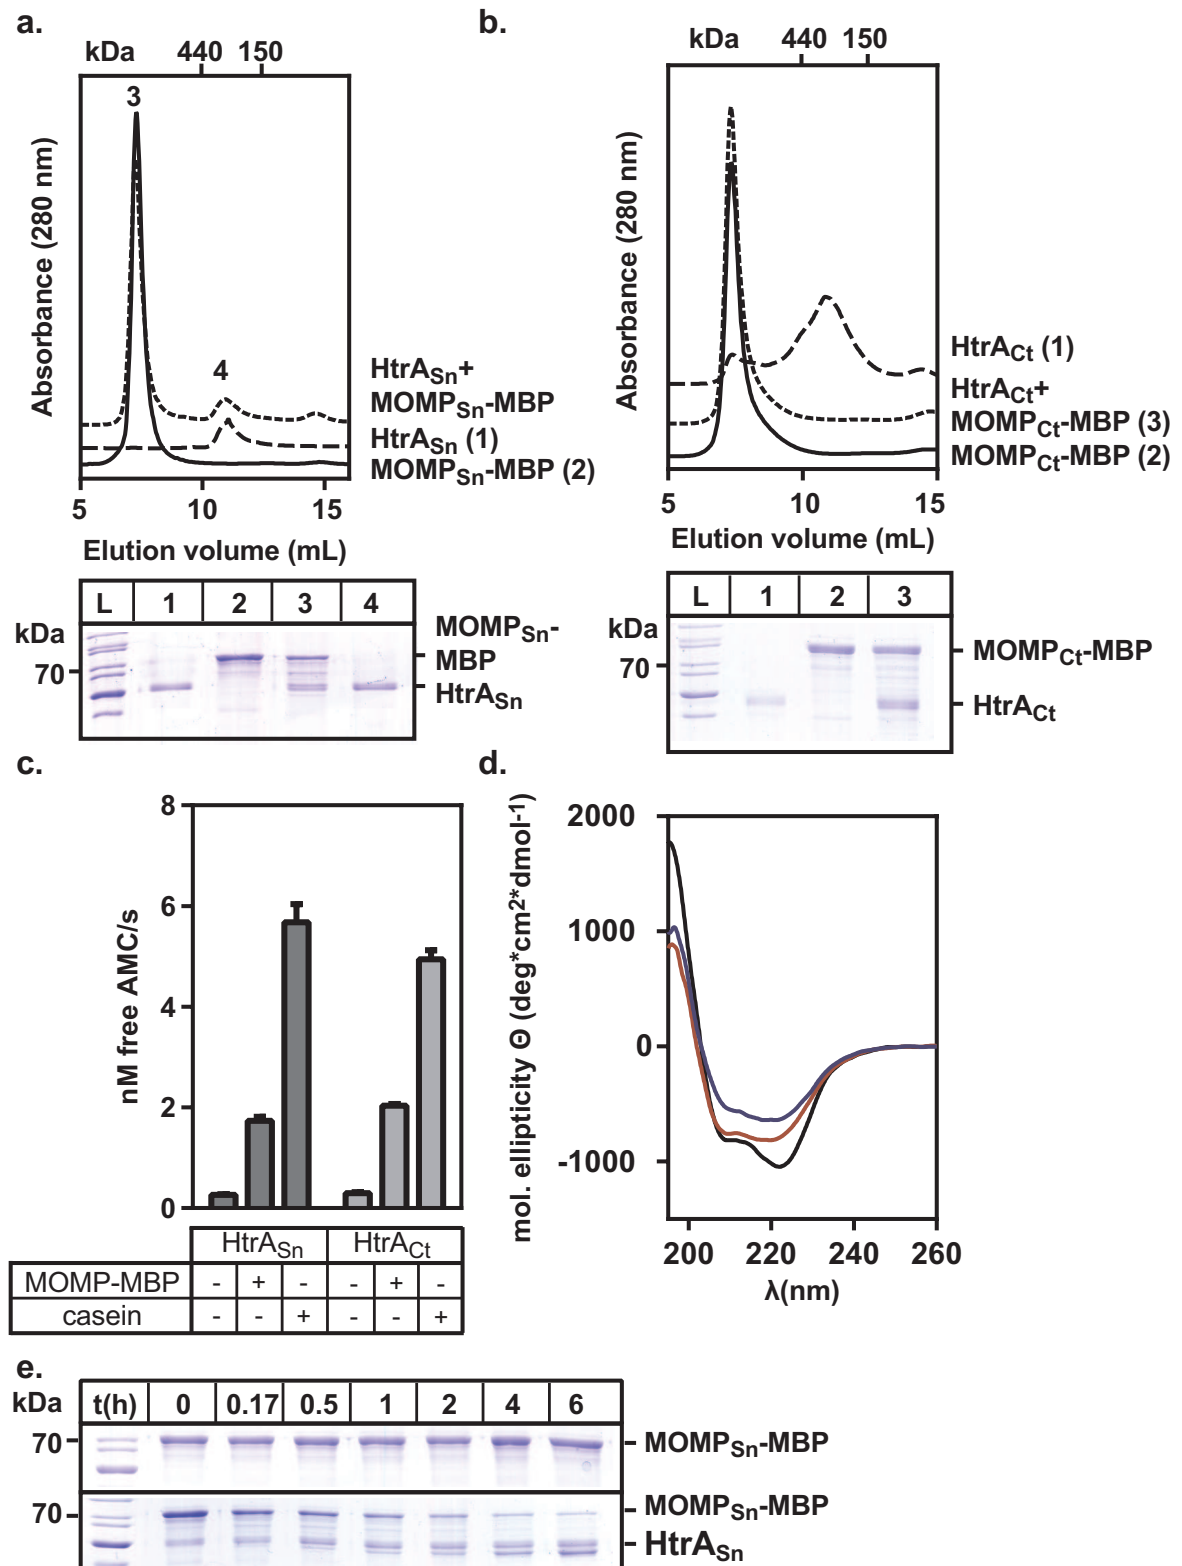 a.
kDa 440 150
3
4
Absorbance (280 nm)
HtrASn+
MOMPSn-MBP
HtrASn (1)
MOMPSn-MBP (2)
5 10 15
Elution volume (mL)
L 1 2 3 4
kDa
70
MOMPSn-
MBP
HtrASn
b.
kDa 440 150
Absorbance (280 nm)
HtrACt (1)
HtrACt+
MOMPCt-MBP (3)
MOMPCt-MBP (2)
5 10 15
Elution volume (mL)
L 1 2 3
kDa
70
MOMPCt-MBP
HtrACt
c.
nM free AMC/s
8
6
4
2
0
HtrASn HtrACt
MOMP-MBP - + - - + -
casein - - + - - +
d.
mol. ellipticity Θ (deg*cm2*dmol-1)
2000
1000
0
-1000
200 220 240 260
λ(nm)
e.
kDa t(h) 0 0.17 0.5 1 2 4 6
70 MOMPSn-MBP
70 MOMPSn-MBP
HtrASn